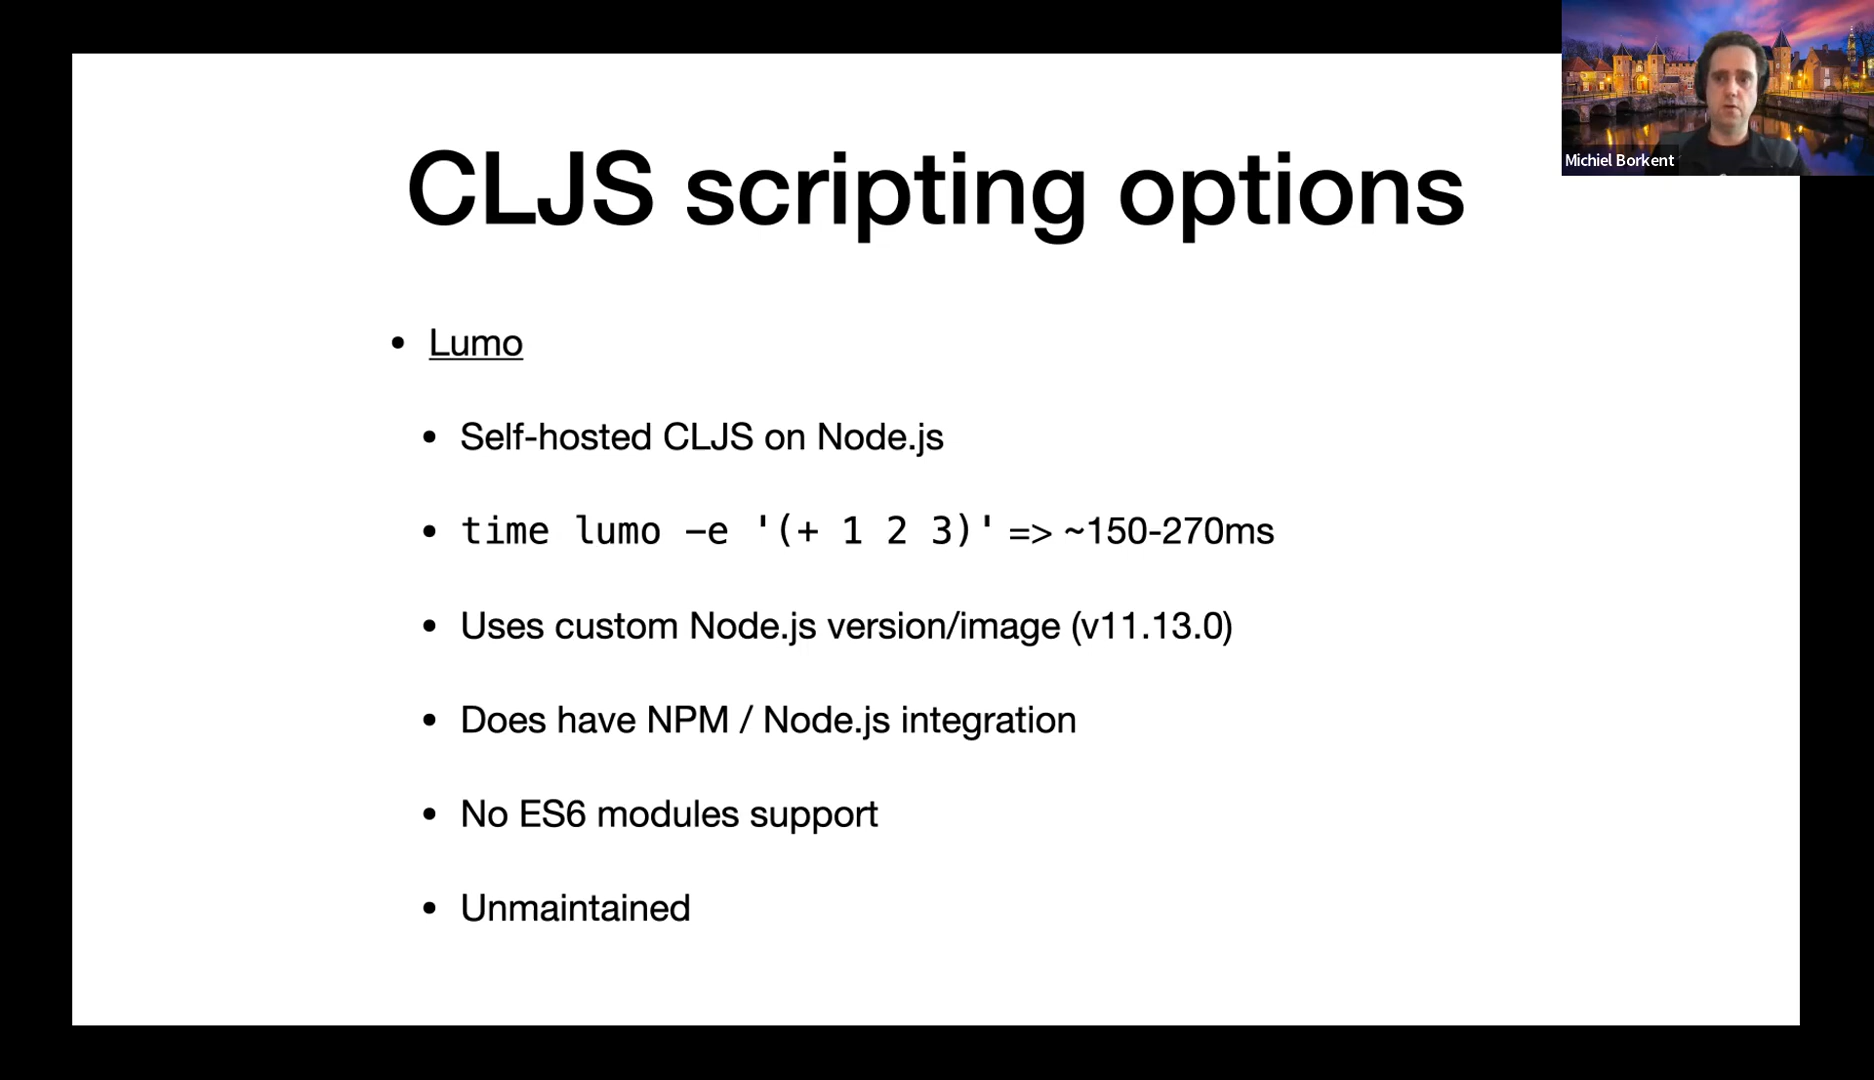 CLJS scripting options
Michiel Borkent
• Lumo
• Self-hosted CLJS on Node.js
• time lumo -e '(+ 1 2 3)' => ~150-270ms
• Uses custom Node.js version/image (v11.13.0)
• Does have NPM / Node.js integration
• No ES6 modules support
• Unmaintained